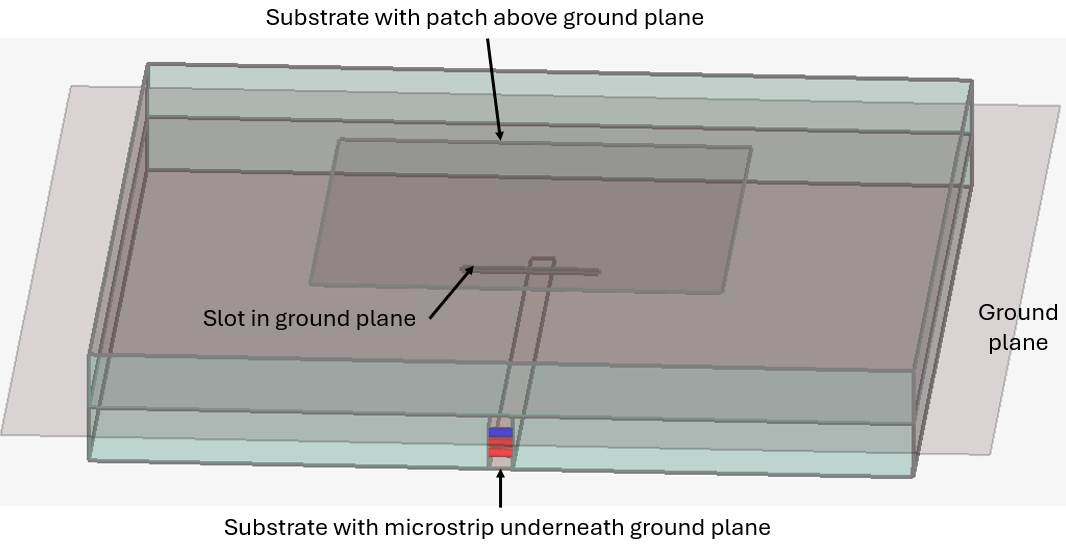 Substrate with patch above ground plane
Slot in ground plane
Ground
plane
Substrate with microstrip underneath ground plane